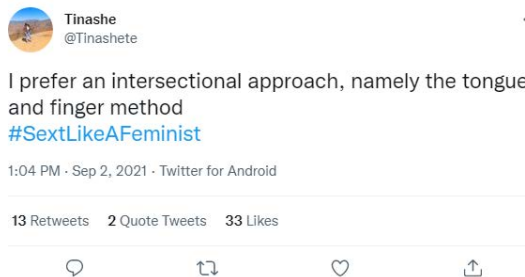 Tinashe
@Tinashete
I prefer an intersectional approach, namely the tongue
and finger method
#SextLikeAFeminist
1:04 PM · Sep 2, 2021 · Twitter for Android
13 Retweets 2 Quote Tweets 33 Likes